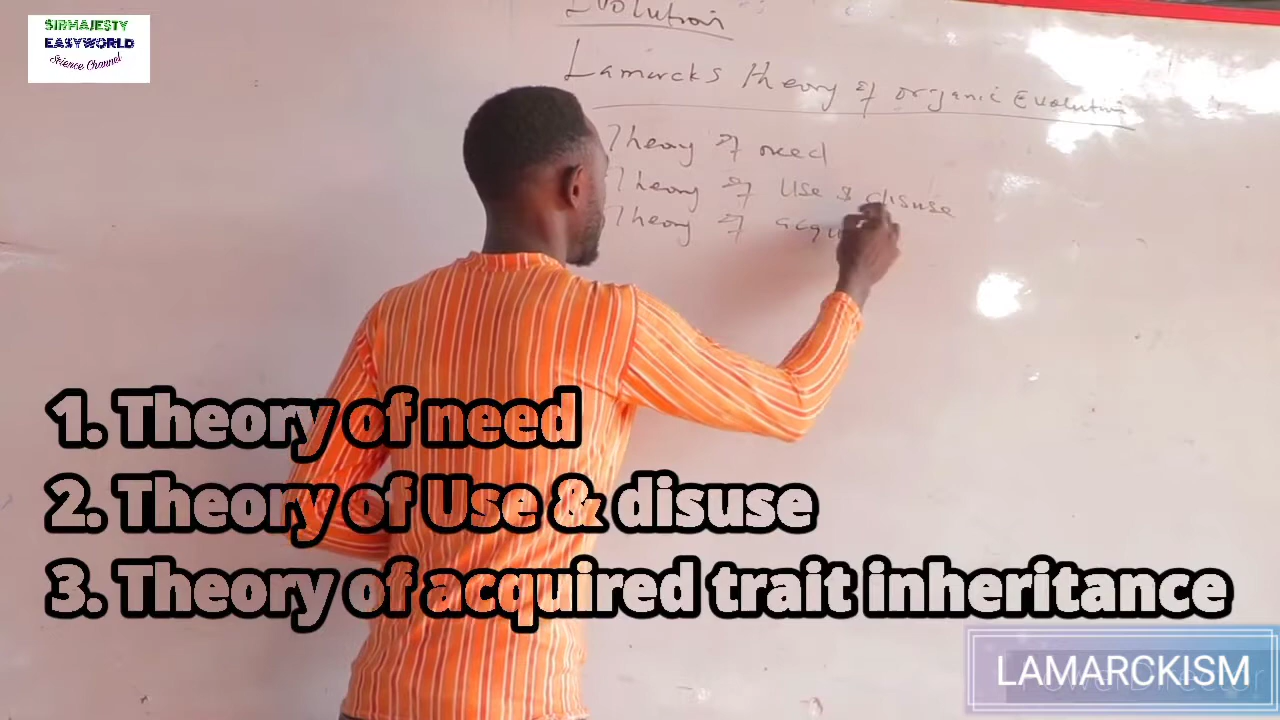 SIRMAJESTY
EASYWORLD
Science Channel
Evolution
Lamarcks Theory of organic Evolution
Theory of need
Theory of Use & disuse
Theory of acqu
1. Theory of need
2. Theory of Use & disuse
3. Theory of acquired trait inheritance
LAMARCKISM
PowerDirector